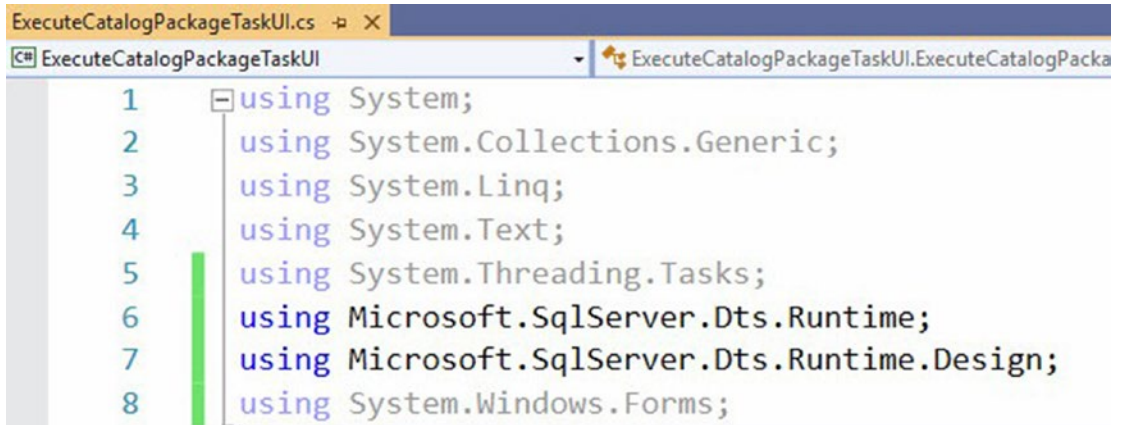 ExecuteCatalogPackageTaskUI.cs
C# ExecuteCatalogPackageTaskUI ExecuteCatalogPackageTaskUI.ExecuteCatalogPacka
1 using System;
2 using System.Collections.Generic;
3 using System.Linq;
4 using System.Text;
5 using System.Threading.Tasks;
6 using Microsoft.SqlServer.Dts.Runtime;
7 using Microsoft.SqlServer.Dts.Runtime.Design;
8 using System.Windows.Forms;